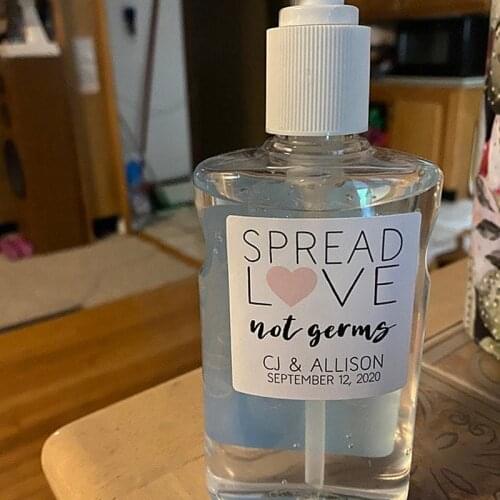 SPREAD
LOVE
not germs
CJ & ALLISON
SEPTEMBER 12, 2020